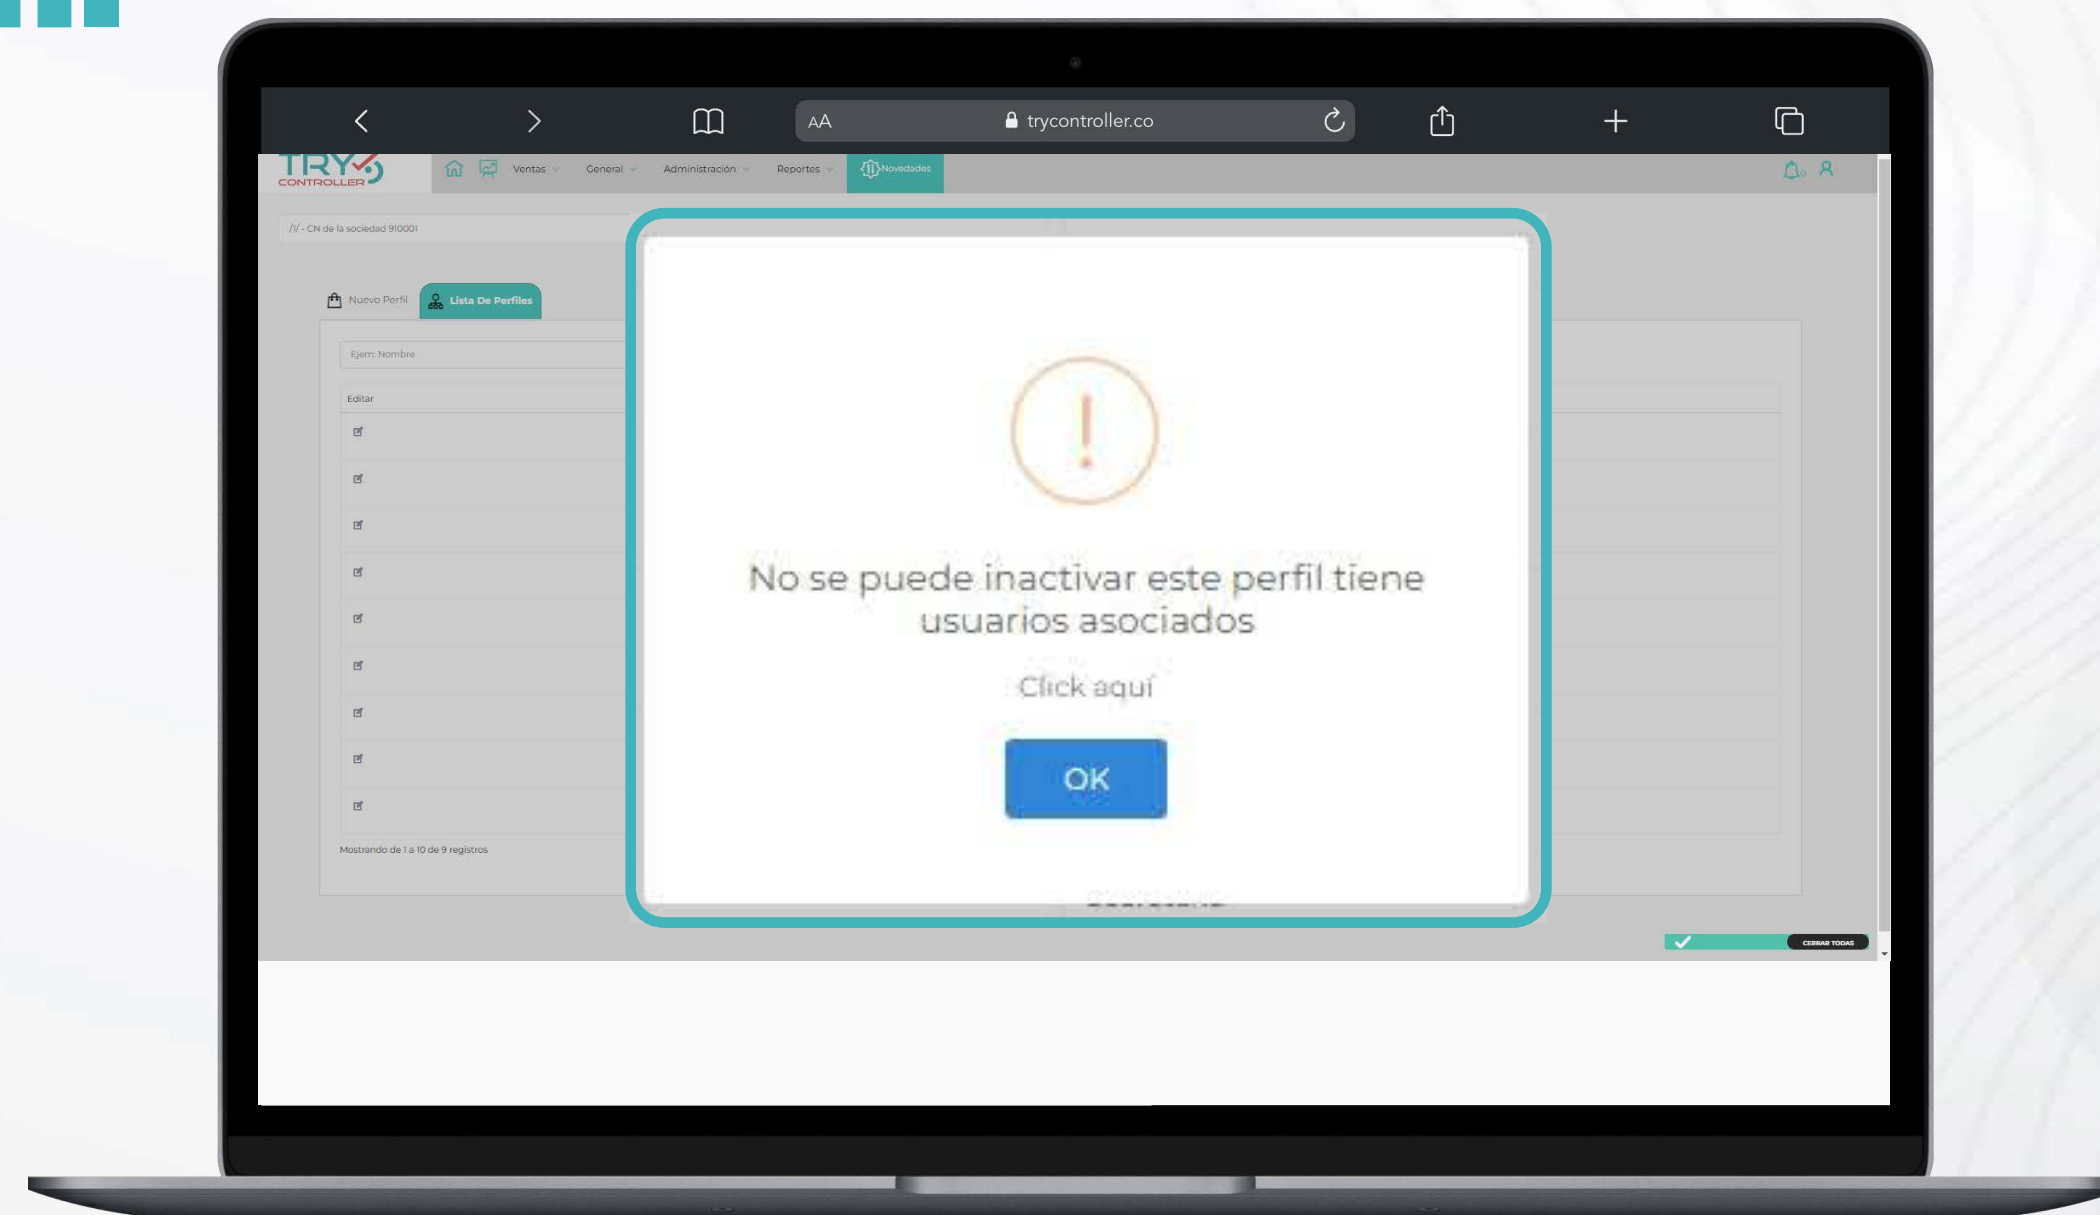 AA
trycontroller.co
TRY
CONTROLLER
Ventas
General
Administración
Reportes
Novedades
/1/ - CN de la sociedad 910001
Nuevo Perfil
Lista De Perfiles
Ejem: Nombre
Editar
No se puede inactivar este perfil tiene
usuarios asociados
Click aquí
OK
Mostrando de 1 a 10 de 9 registros
CERRAR TODAS